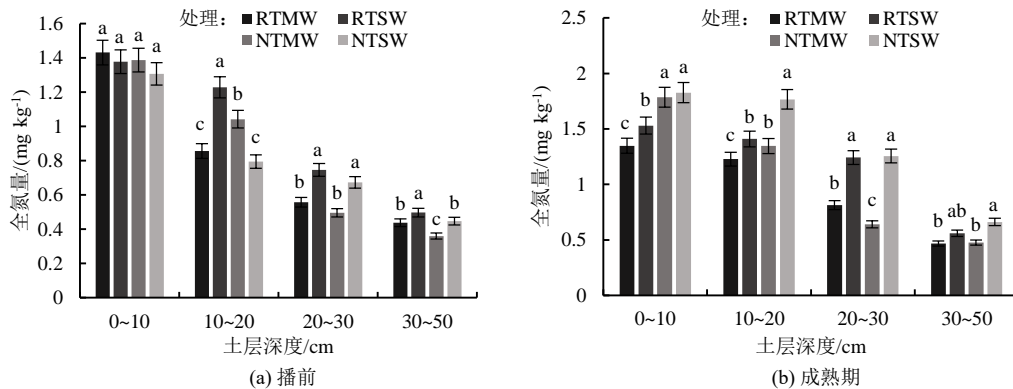 处理： RTMW RTSW
NTMW NTSW
全氮量/(mg kg⁻¹)
1.6
1.4
1.2
1
0.8
0.6
0.4
0.2
0
a a a a
c a b c
b a b a
b a c b
0~10 10~20 20~30 30~50
土层深度/cm
(a) 播前
处理： RTMW RTSW
NTMW NTSW
全氮量/(mg kg⁻¹)
2.5
2
1.5
1
0.5
0
c b a a
c b b a
b a c a
b ab b a
0~10 10~20 20~30 30~50
土层深度/cm
(b) 成熟期